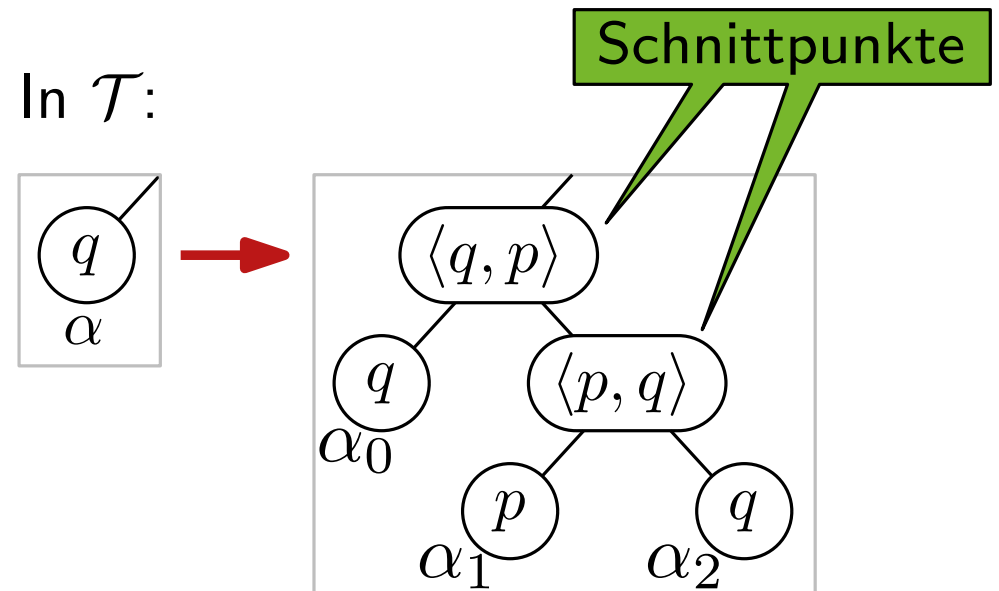 Schnittpunkte
In 𝒯:
q
α
⟨q, p⟩
q
α₀
⟨p, q⟩
p
α₁
q
α₂